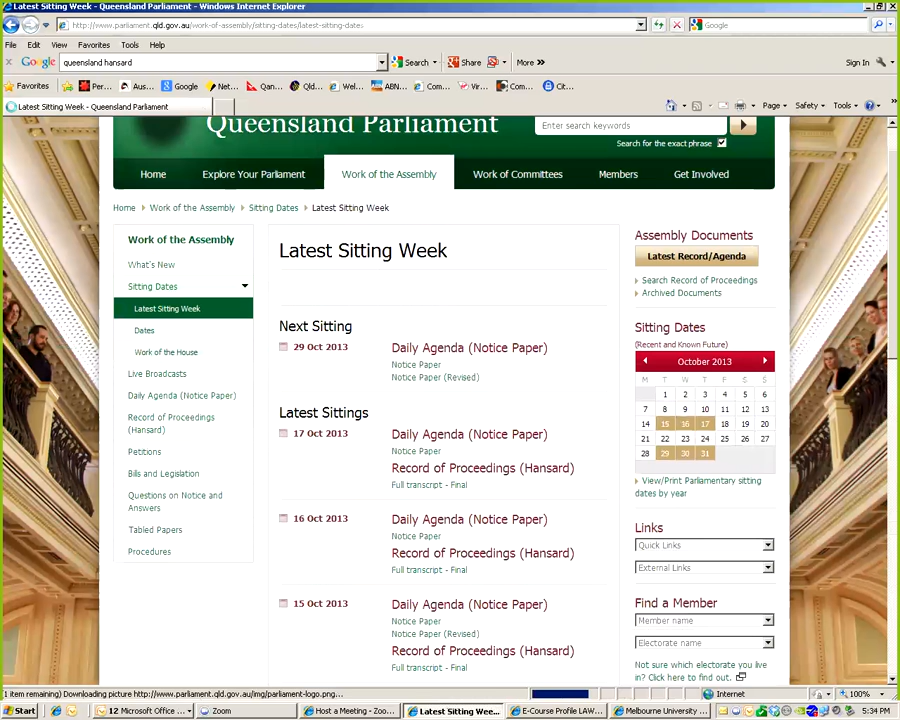 Latest Sitting Week - Queensland Parliament - Windows Internet Explorer
http://www.parliament.qld.gov.au/work-of-assembly/sitting-dates/latest-sitting-dates
Google
File Edit View Favorites Tools Help
Google queensland hansard Search Share More » Sign In
Favorites Per... Aus... Google Net... Qan... Qld... Wel... ABN... Com... Vir... Com... Cit...
Latest Sitting Week - Queensland Parliament
Page Safety Tools
Queensland Parliament
Enter search keywords
Search for the exact phrase
Home Explore Your Parliament Work of the Assembly Work of Committees Members Get Involved
Home Work of the Assembly Sitting Dates Latest Sitting Week
Work of the Assembly
What's New
Sitting Dates
Latest Sitting Week
Dates
Work of the House
Live Broadcasts
Daily Agenda (Notice Paper)
Record of Proceedings
(Hansard)
Petitions
Bills and Legislation
Questions on Notice and
Answers
Tabled Papers
Procedures
Latest Sitting Week
Next Sitting
29 Oct 2013 Daily Agenda (Notice Paper)
Notice Paper
Notice Paper (Revised)
Latest Sittings
17 Oct 2013 Daily Agenda (Notice Paper)
Notice Paper
Record of Proceedings (Hansard)
Full transcript - Final
16 Oct 2013 Daily Agenda (Notice Paper)
Notice Paper
Record of Proceedings (Hansard)
Full transcript - Final
15 Oct 2013 Daily Agenda (Notice Paper)
Notice Paper
Notice Paper (Revised)
Record of Proceedings (Hansard)
Full transcript - Final
Assembly Documents
Latest Record/Agenda
Search Record of Proceedings
Archived Documents
Sitting Dates
(Recent and Known Future)
October 2013
M T W T F S S
1 2 3 4 5 6
7 8 9 10 11 12 13
14 15 16 17 18 19 20
21 22 23 24 25 26 27
28 29 30 31
View/Print Parliamentary sitting
dates by year
Links
Quick Links
External Links
Find a Member
Member name
Electorate name
Not sure which electorate you live
in? Click here to find out.
(1 item remaining) Downloading picture http://www.parliament.qld.gov.au/img/parliament-logo.png... Internet 100%
Start 12 Microsoft Office ... Zoom Host a Meeting - Zoo... Latest Sitting Wee... E-Course Profile LAW... Melbourne University ... 5:34 PM